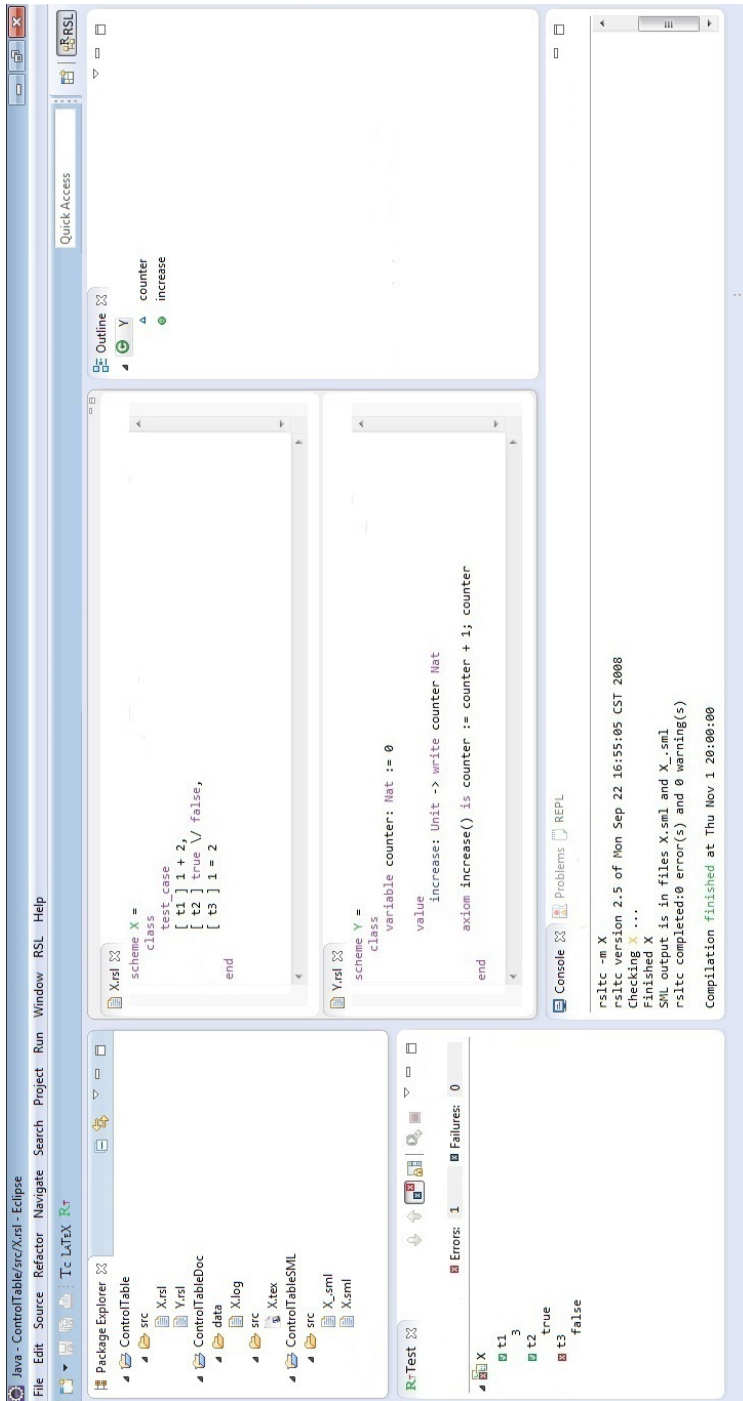 Java - ControlTable/src/X.rsl - Eclipse
File Edit Source Refactor Navigate Search Project Run Window RSL Help
Tc LATEX RT
Quick Access
RSL
Package Explorer
ControlTable
src
X.rsl
Y.rsl
ControlTableDoc
data
X.log
src
X.tex
ControlTableSML
src
X_.sml
X.sml
X.rsl
scheme X =
class
test_case
[ t1 ] 1 + 2,
[ t2 ] true \/ false,
[ t3 ] 1 = 2
end
Y.rsl
scheme Y =
class
variable counter: Nat := 0
value
increase: Unit -> write counter Nat
axiom increase() is counter := counter + 1; counter
end
Outline
Y
counter
increase
RTTest
Errors: 1 Failures: 0
X
t1
3
t2
true
t3
false
Console Problems REPL
rsltc -m X
rsltc version 2.5 of Mon Sep 22 16:55:05 CST 2008
Checking X ...
Finished X
SML output is in files X.sml and X_.sml
rsltc completed:0 error(s) and 0 warning(s)
Compilation finished at Thu Nov 1 20:00:00